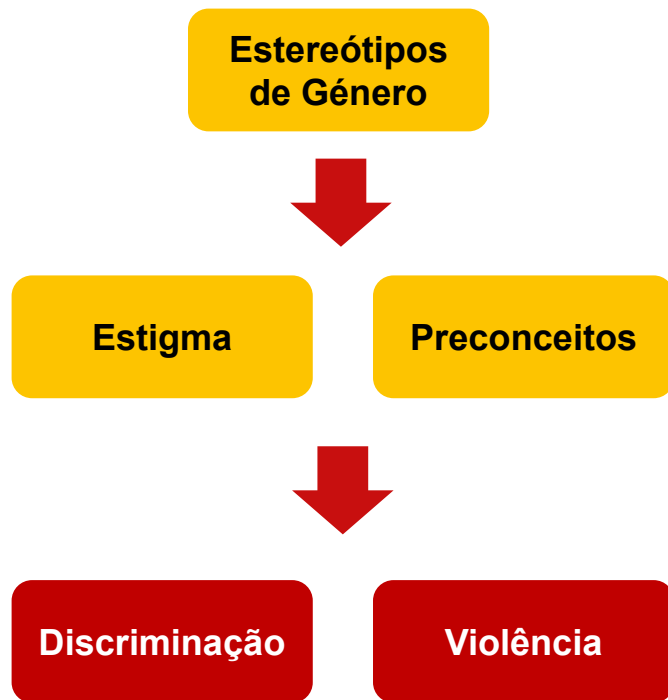 Estereótipos
de Género
Estigma
Preconceitos
Discriminação
Violência